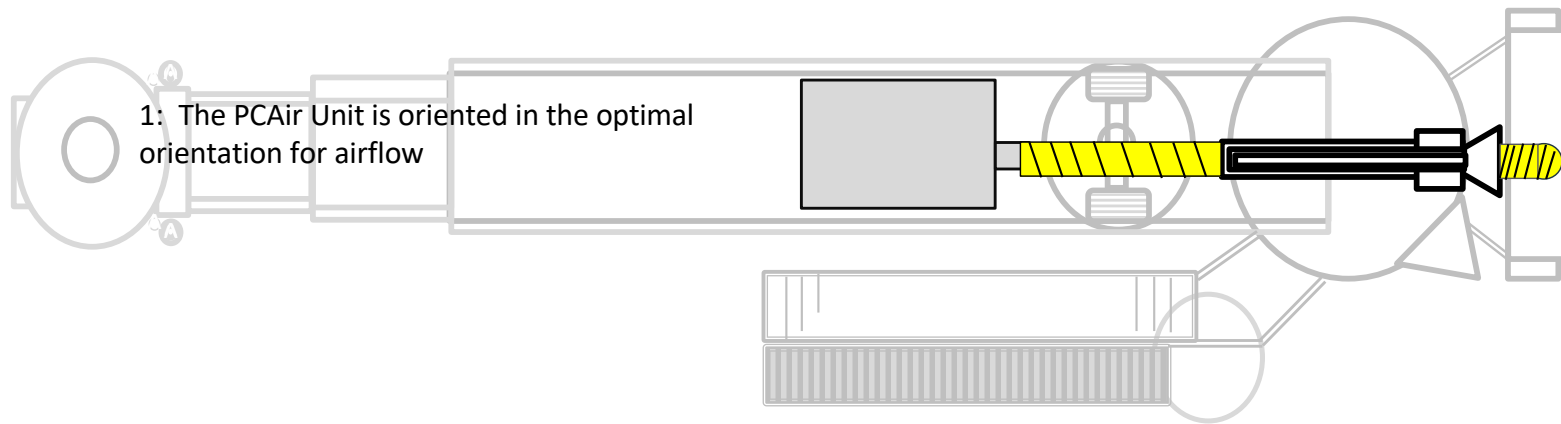 A
1: The PCAir Unit is oriented in the optimal
orientation for airflow
A